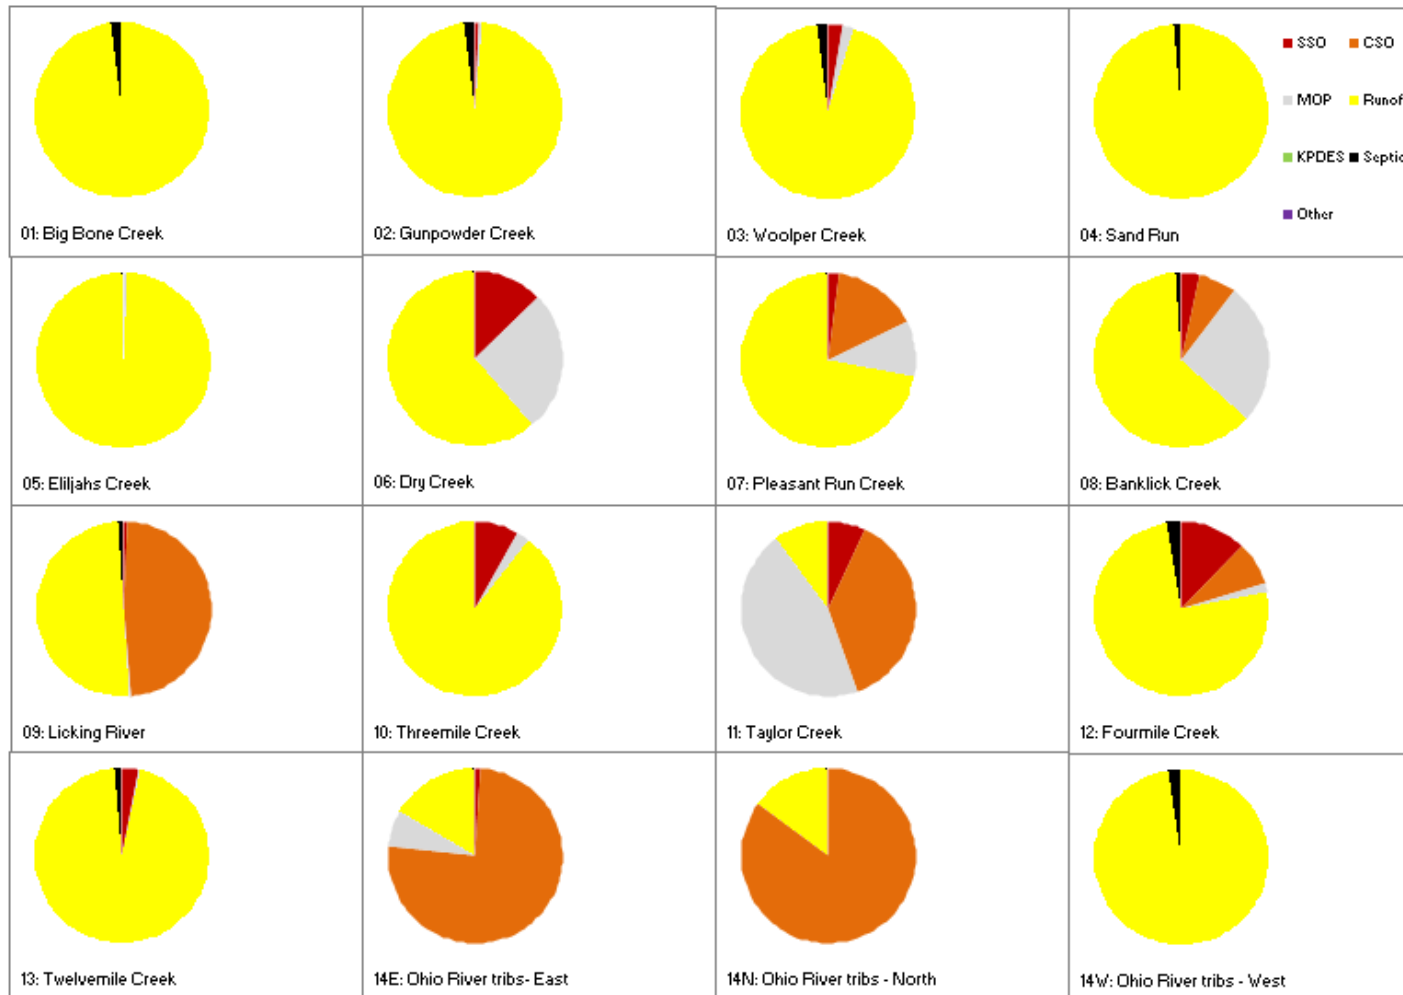 SSO CSO
MOP Runof
KPDES Septic
Other
01: Big Bone Creek
02: Gunpowder Creek
03: Woolper Creek
04: Sand Run
05: Eliljahs Creek
06: Dry Creek
07: Pleasant Run Creek
08: Banklick Creek
09: Licking River
10: Threemile Creek
11: Taylor Creek
12: Fourmile Creek
13: Twelvemile Creek
14E: Ohio River tribs- East
14N: Ohio River tribs - North
14W: Ohio River tribs - West